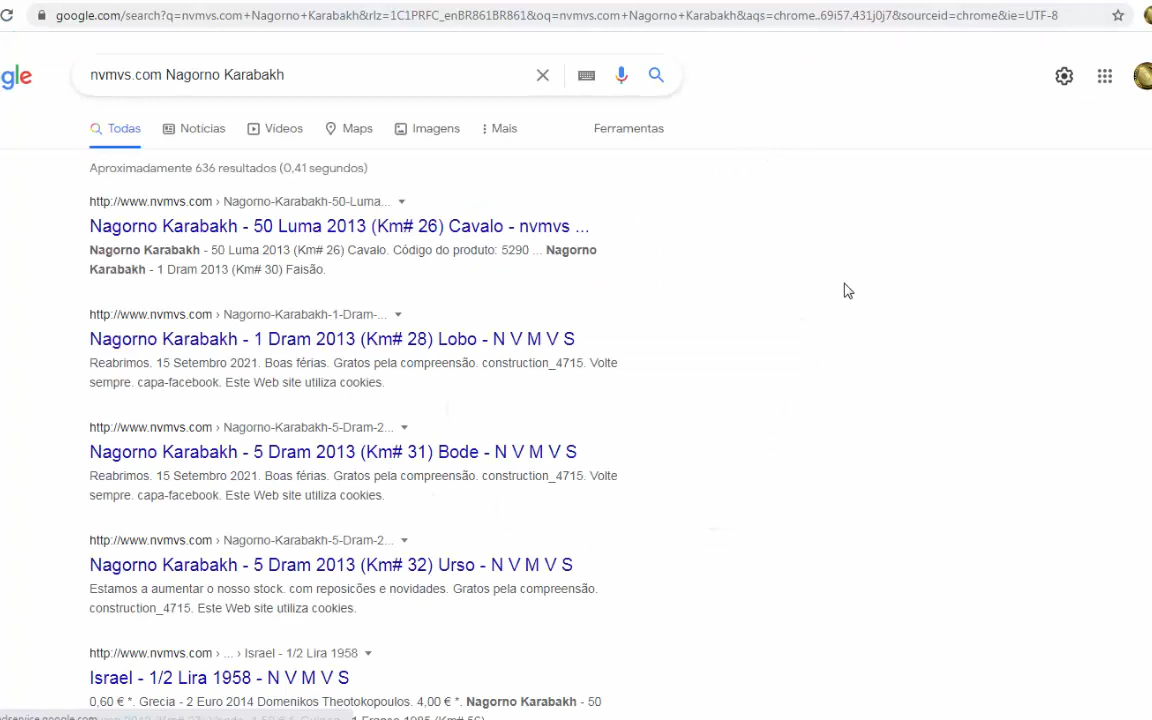 google.com/search?q=nvmvs.com+Nagorno+Karabakh&rlz=1C1PRFC_enBR861BR861&oq=nvmvs.com+Nagorno+Karabakh&aqs=chrome..69i57.431j0j7&sourceid=chrome&ie=UTF-8
gle
nvmvs.com Nagorno Karabakh
Todas Notícias Vídeos Maps Imagens Mais Ferramentas
Aproximadamente 636 resultados (0,41 segundos)
http://www.nvmvs.com › Nagorno-Karabakh-50-Luma...
Nagorno Karabakh - 50 Luma 2013 (Km# 26) Cavalo - nvmvs ...
Nagorno Karabakh - 50 Luma 2013 (Km# 26) Cavalo. Código do produto: 5290 ... Nagorno
Karabakh - 1 Dram 2013 (Km# 30) Faisão.
http://www.nvmvs.com › Nagorno-Karabakh-1-Dram-...
Nagorno Karabakh - 1 Dram 2013 (Km# 28) Lobo - N V M V S
Reabrimos. 15 Setembro 2021. Boas férias. Gratos pela compreensão. construction_4715. Volte
sempre. capa-facebook. Este Web site utiliza cookies.
http://www.nvmvs.com › Nagorno-Karabakh-5-Dram-2...
Nagorno Karabakh - 5 Dram 2013 (Km# 31) Bode - N V M V S
Reabrimos. 15 Setembro 2021. Boas férias. Gratos pela compreensão. construction_4715. Volte
sempre. capa-facebook. Este Web site utiliza cookies.
http://www.nvmvs.com › Nagorno-Karabakh-5-Dram-2...
Nagorno Karabakh - 5 Dram 2013 (Km# 32) Urso - N V M V S
Estamos a aumentar o nosso stock. com reposicões e novidades. Gratos pela compreensão.
construction_4715. Este Web site utiliza cookies.
http://www.nvmvs.com › ... › Israel - 1/2 Lira 1958
Israel - 1/2 Lira 1958 - N V M V S
0,60 € *. Grecia - 2 Euro 2014 Domenikos Theotokopoulos. 4,00 € *. Nagorno Karabakh - 50